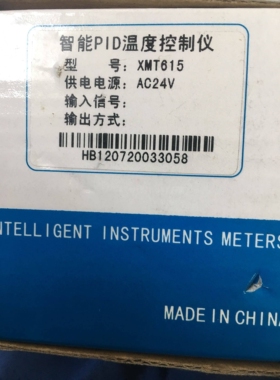 智能PID温度控制仪
型 号: XMT615
供电电源: AC24V
输入信号:
输出方式:
HB120720033058
INTELLIGENT INSTRUMENTS METERS
MADE IN CHINA